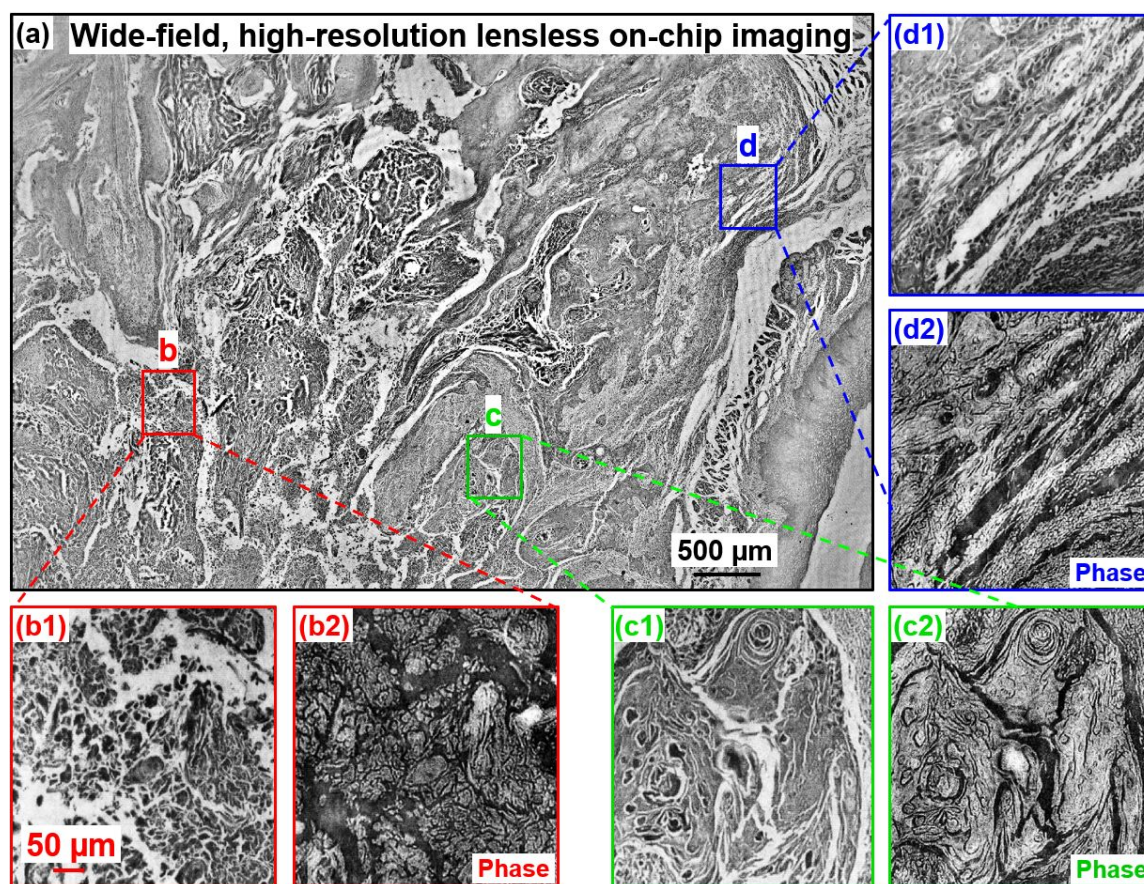 (a) Wide-field, high-resolution lensless on-chip imaging
(d1)
d
b
c
(d2)
500 μm
Phase
(b1)
(b2)
(c1)
(c2)
50 μm
Phase
Phase